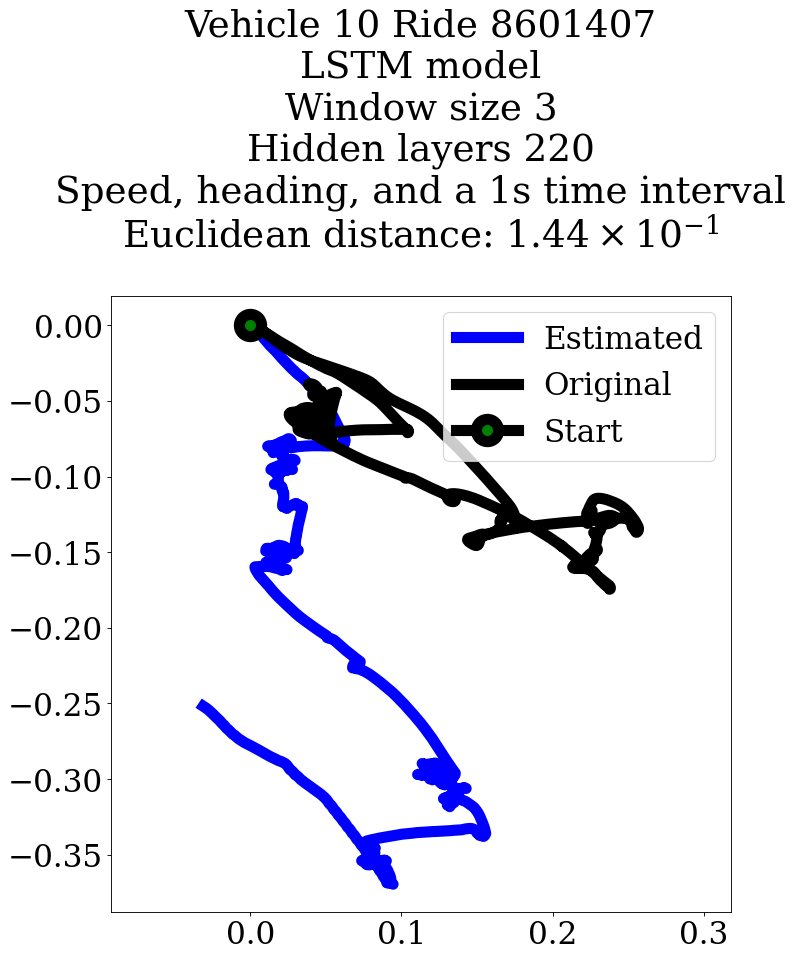 Vehicle 10 Ride 8601407
LSTM model
Window size 3
Hidden layers 220
Speed, heading, and a 1s time interval
Euclidean distance: 1.44 × 10⁻¹
Estimated
Original
Start
0.00
−0.05
−0.10
−0.15
−0.20
−0.25
−0.30
−0.35
0.0 0.1 0.2 0.3